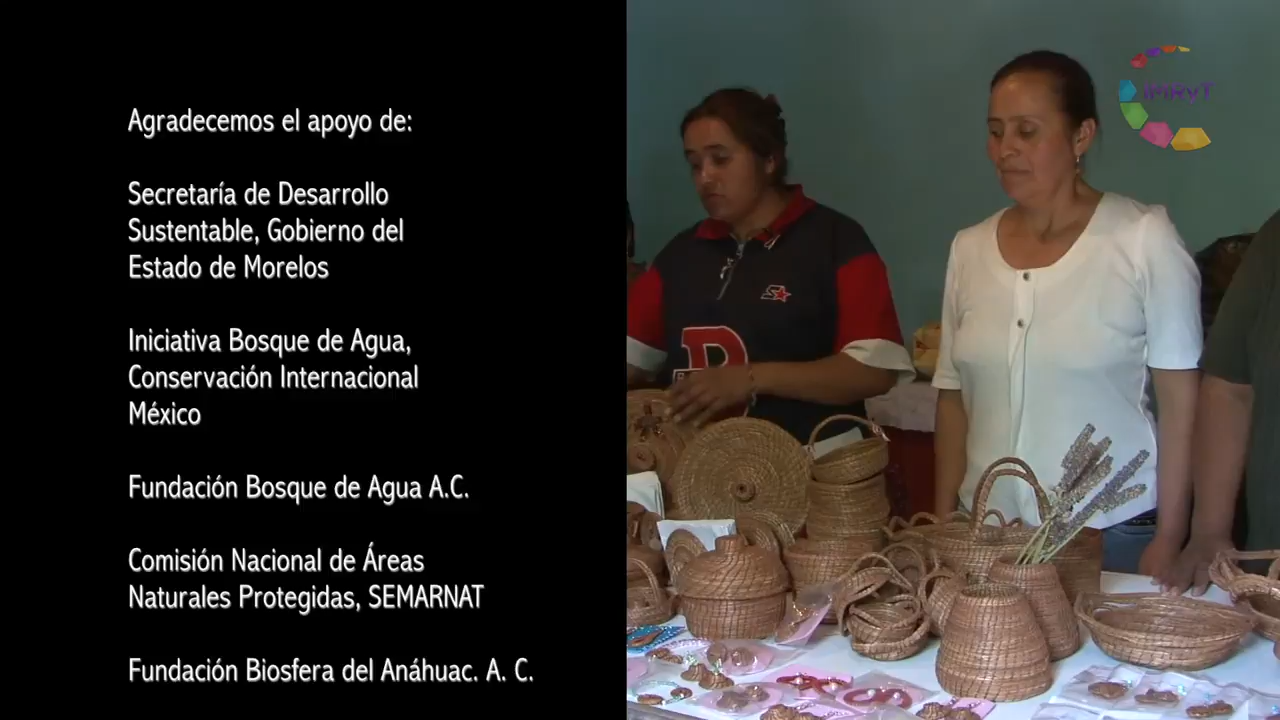 Agradecemos el apoyo de:
Secretaría de Desarrollo
Sustentable, Gobierno del
Estado de Morelos
Iniciativa Bosque de Agua,
Conservación Internacional
México
Fundación Bosque de Agua A.C.
Comisión Nacional de Áreas
Naturales Protegidas, SEMARNAT
Fundación Biosfera del Anáhuac. A. C.
IMRyT